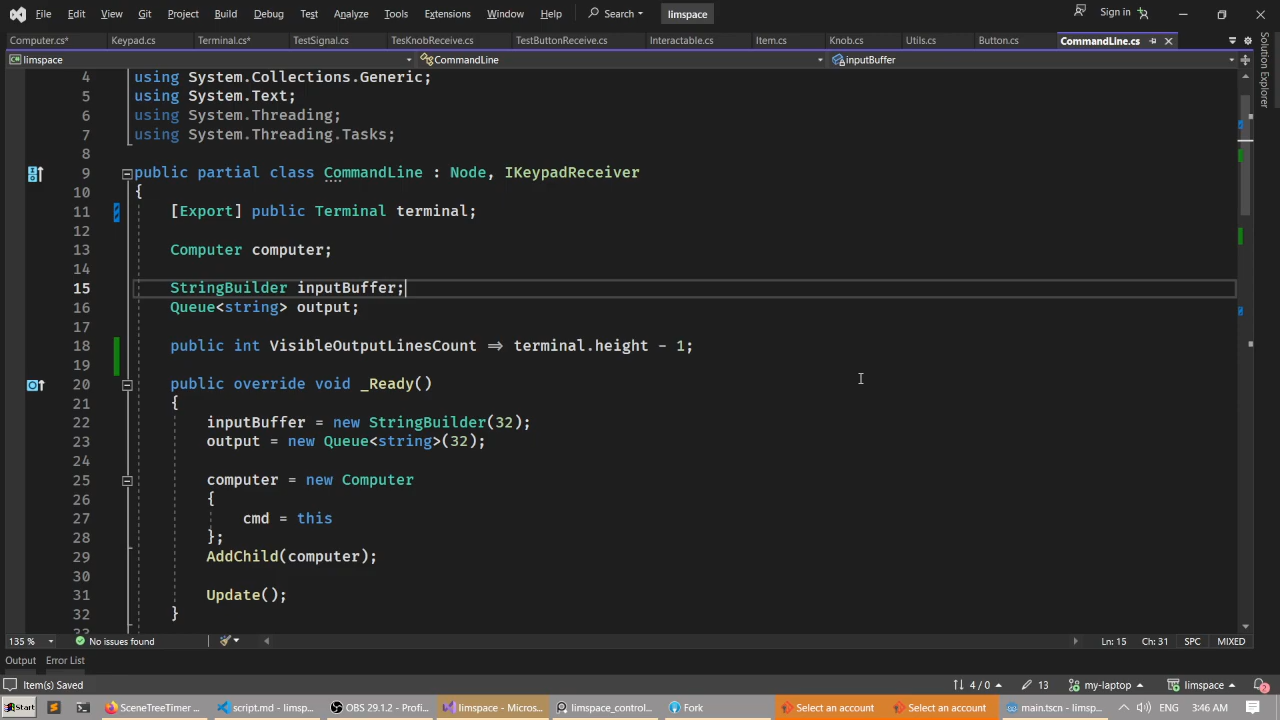 File Edit View Git Project Build Debug Test Analyze Tools Extensions Window Help Search limspace Sign in
Computer.cs* Keypad.cs Terminal.cs* TestSignal.cs TesKnobReceive.cs TestButtonReceive.cs Interactable.cs Item.cs Knob.cs Utils.cs Button.cs CommandLine.cs
Solution Explorer
limspace CommandLine inputBuffer
4 using System.Collections.Generic;
5 using System.Text;
6 using System.Threading;
7 using System.Threading.Tasks;
8
9 public partial class CommandLine : Node, IKeypadReceiver
10 {
11 [Export] public Terminal terminal;
12
13 Computer computer;
14
15 StringBuilder inputBuffer;
16 Queue<string> output;
17
18 public int VisibleOutputLinesCount => terminal.height - 1;
19
20 public override void _Ready()
21 {
22 inputBuffer = new StringBuilder(32);
23 output = new Queue<string>(32);
24
25 computer = new Computer
26 {
27 cmd = this
28 };
29 AddChild(computer);
30
31 Update();
32 }
33
135 % No issues found Ln: 15 Ch: 31 SPC MIXED
Output Error List
Item(s) Saved 4 / 0 13 my-laptop limspace 2
Start SceneTreeTimer ... script.md - limsp... OBS 29.1.2 - Profi... limspace - Micros... limspace_control... Fork Select an account Select an account main.tscn - limsp... ENG 3:46 AM